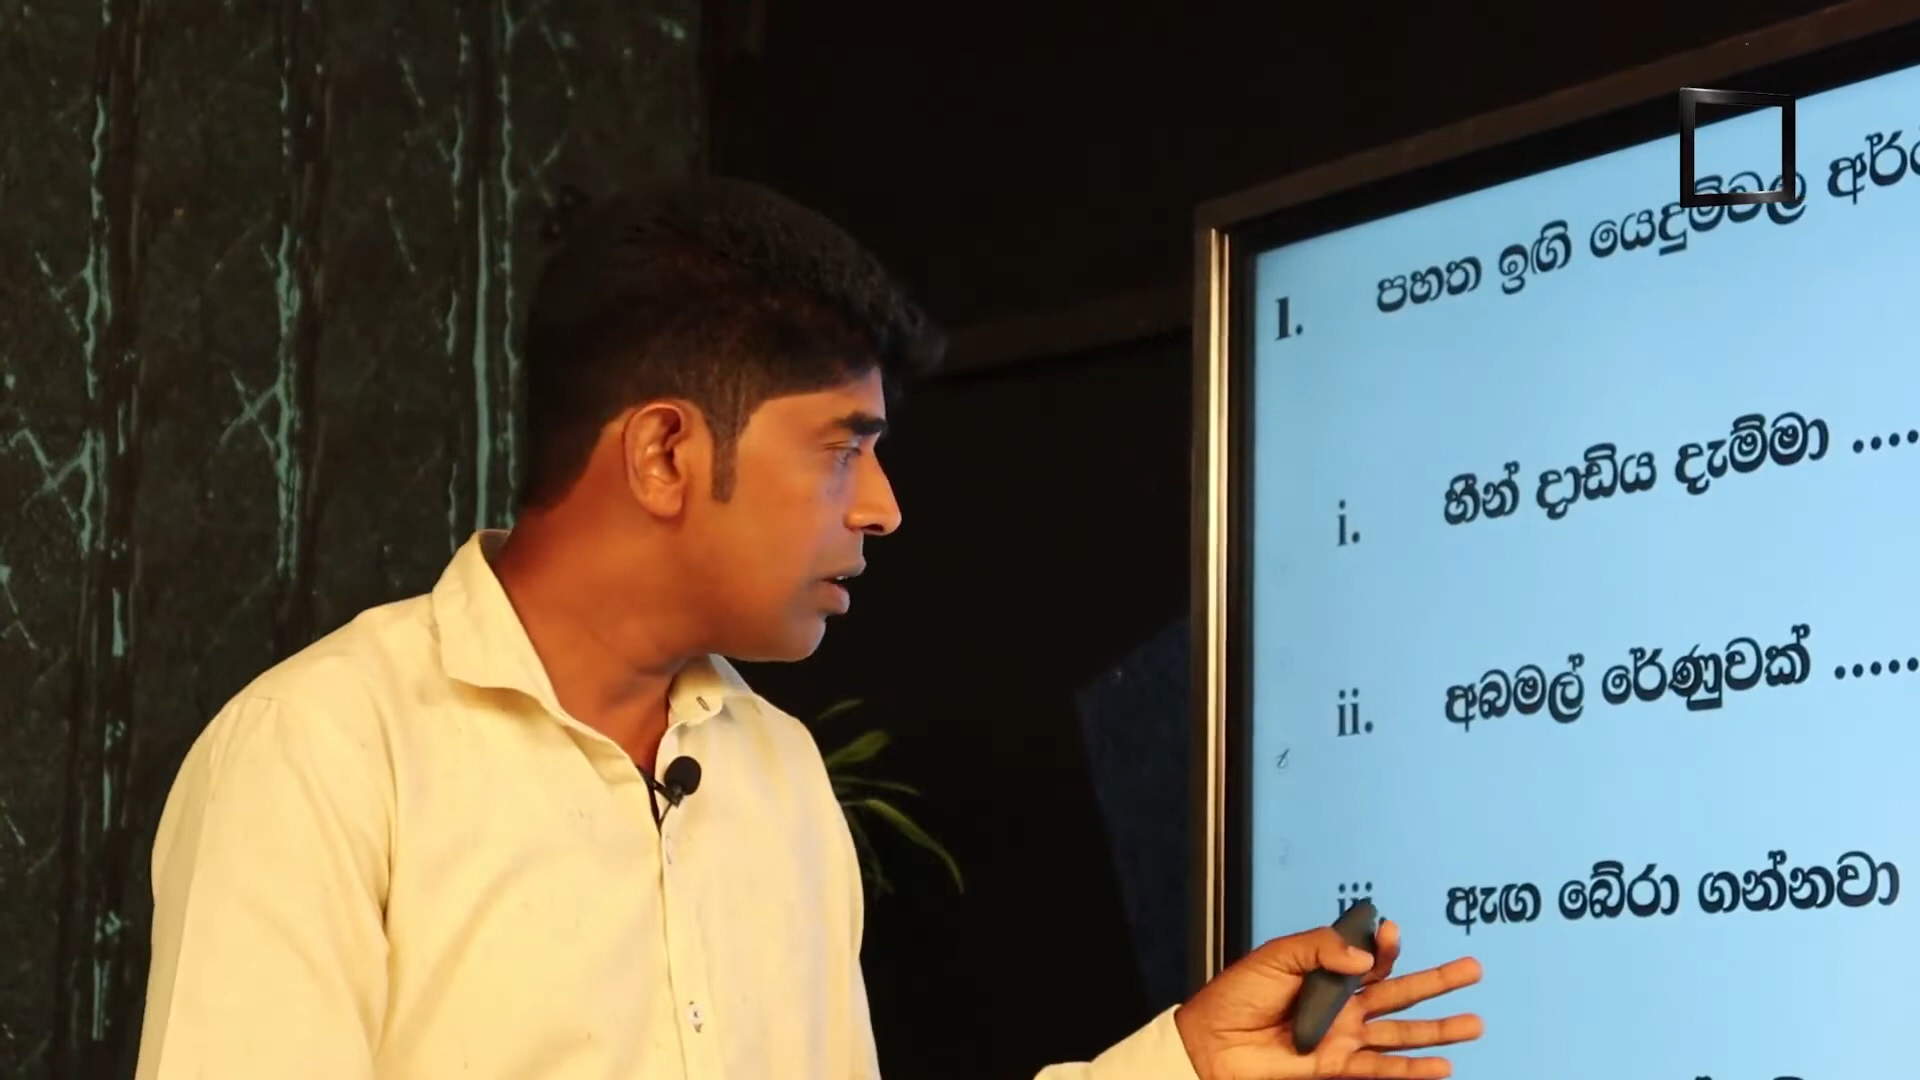 1. පහත ඉඟි යෙදුම්වල
i. හීන් දාඩිය දැම්මා ....
ii. අබමල් රේණුවක් .....
iii. ඇඟ බේරා ගන්නවා